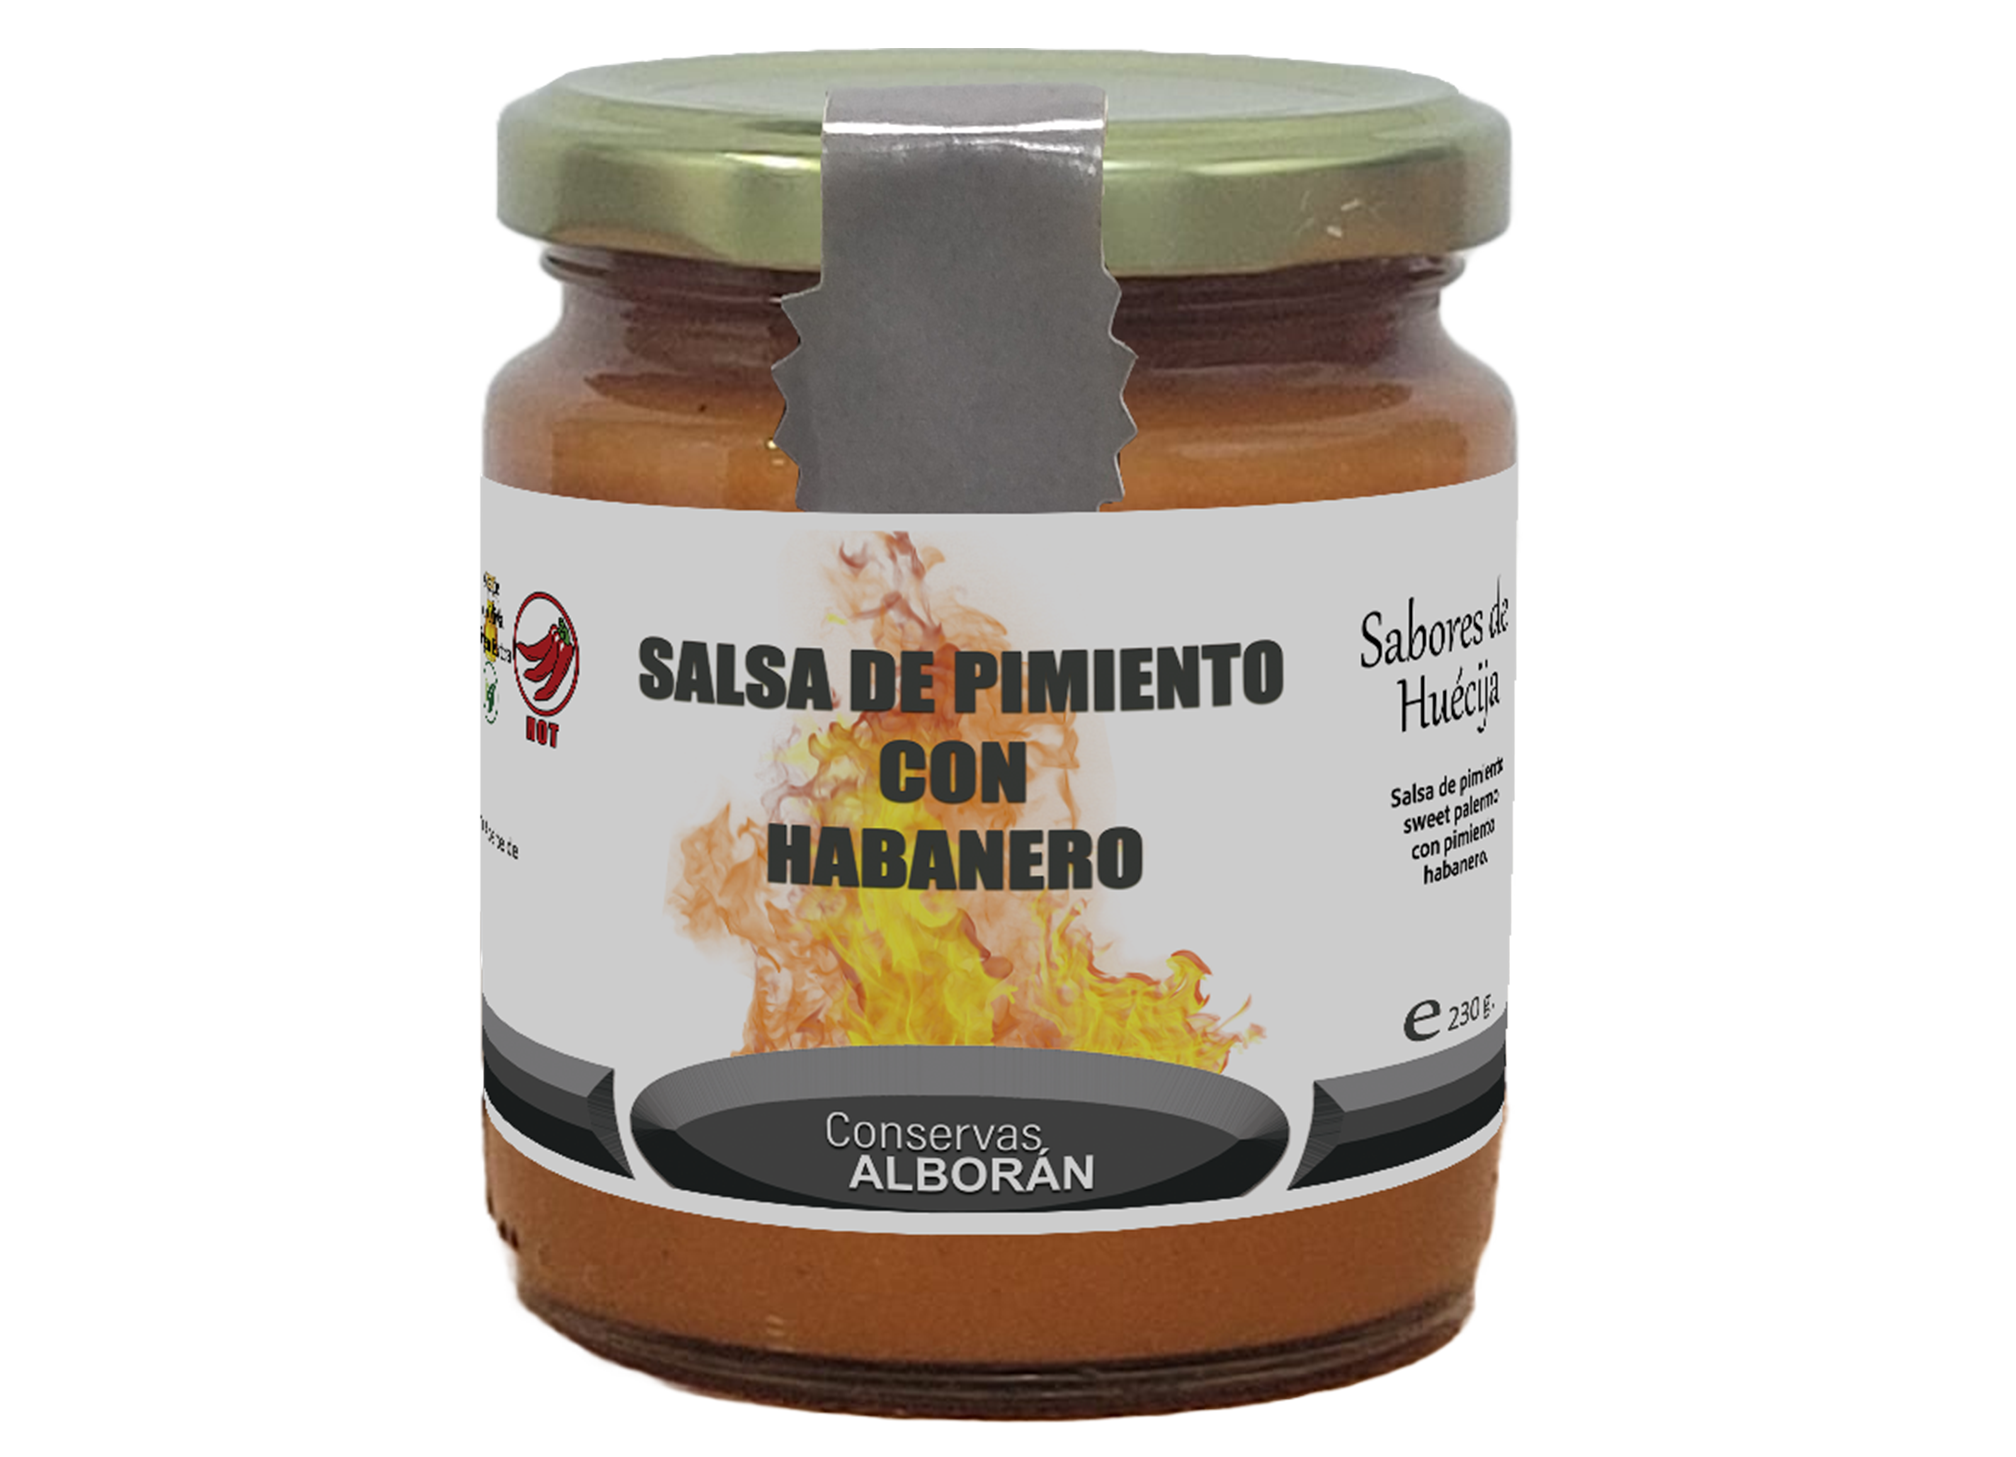 SALSA DE PIMIENTO
CON
HABANERO
Conservas
ALBORÁN
HOT
Sabores de
Huécija
Salsa de pimiento
sweet palermo
con pimiento
habanero.
e 230 g.